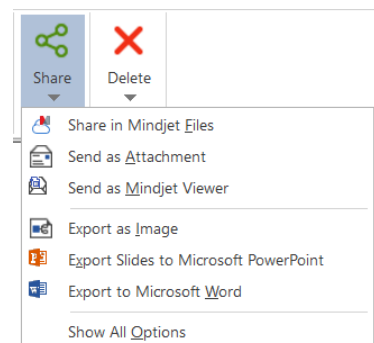 Share Delete
Share in Mindjet Files
Send as Attachment
Send as Mindjet Viewer
Export as Image
Export Slides to Microsoft PowerPoint
Export to Microsoft Word
Show All Options